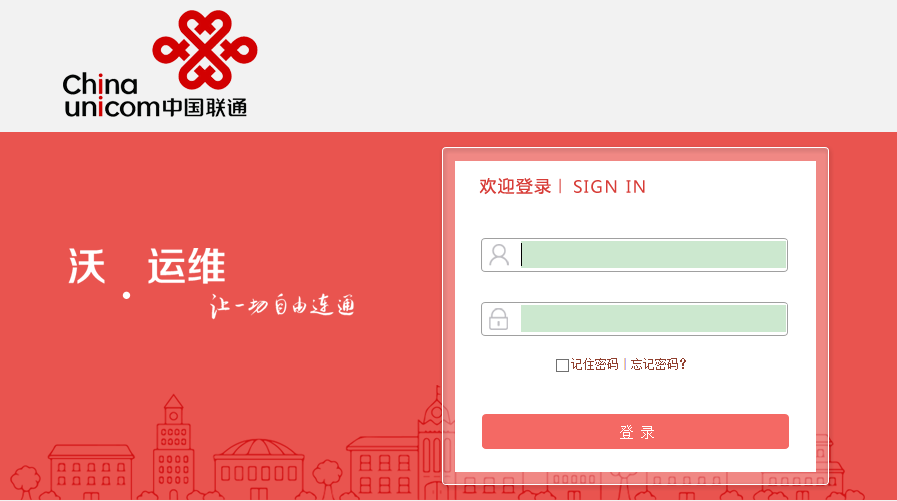 China
unicom中国联通
欢迎登录 | SIGN IN
沃·运维
让一切自由连通
记住密码 | 忘记密码?
登 录